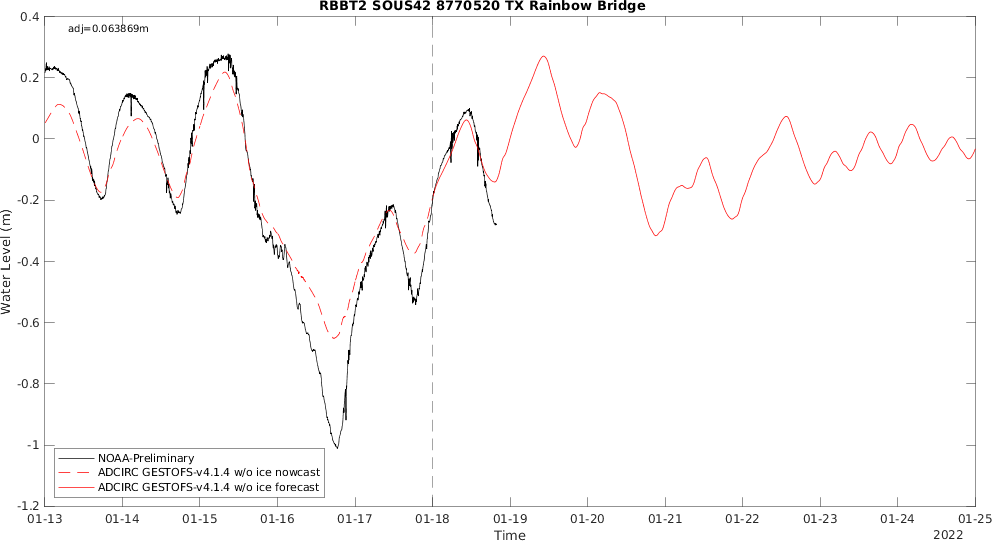 RBBT2 SOUS42 8770520 TX Rainbow Bridge
adj=0.063869m
0.4
0.2
0
-0.2
-0.4
-0.6
-0.8
-1
-1.2
Water Level (m)
NOAA-Preliminary
ADCIRC GESTOFS-v4.1.4 w/o ice nowcast
ADCIRC GESTOFS-v4.1.4 w/o ice forecast
01-13 01-14 01-15 01-16 01-17 01-18 01-19 01-20 01-21 01-22 01-23 01-24 01-25
Time
2022